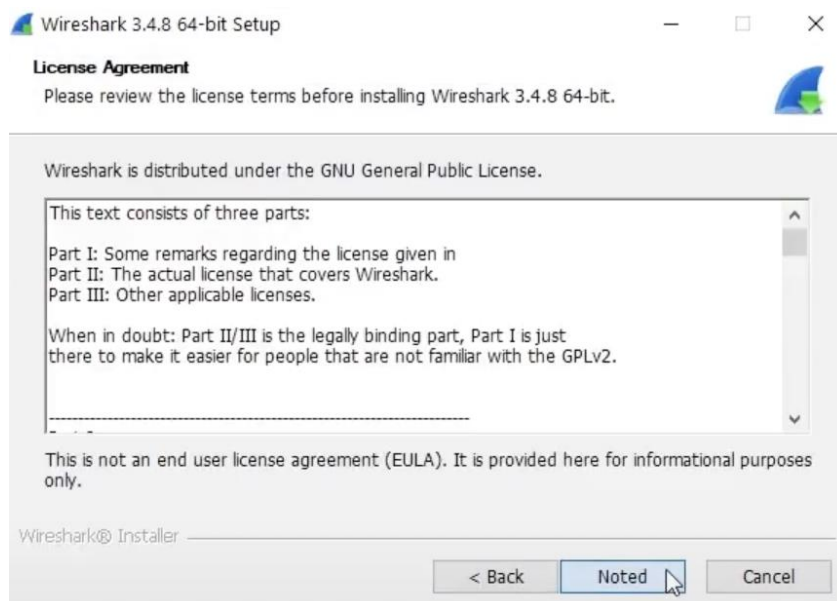 Wireshark 3.4.8 64-bit Setup
License Agreement
Please review the license terms before installing Wireshark 3.4.8 64-bit.
Wireshark is distributed under the GNU General Public License.
This text consists of three parts:
Part I: Some remarks regarding the license given in
Part II: The actual license that covers Wireshark.
Part III: Other applicable licenses.
When in doubt: Part II/III is the legally binding part, Part I is just
there to make it easier for people that are not familiar with the GPLv2.
------------------------------------------------------------------------
This is not an end user license agreement (EULA). It is provided here for informational purposes
only.
Wireshark® Installer
< Back Noted Cancel